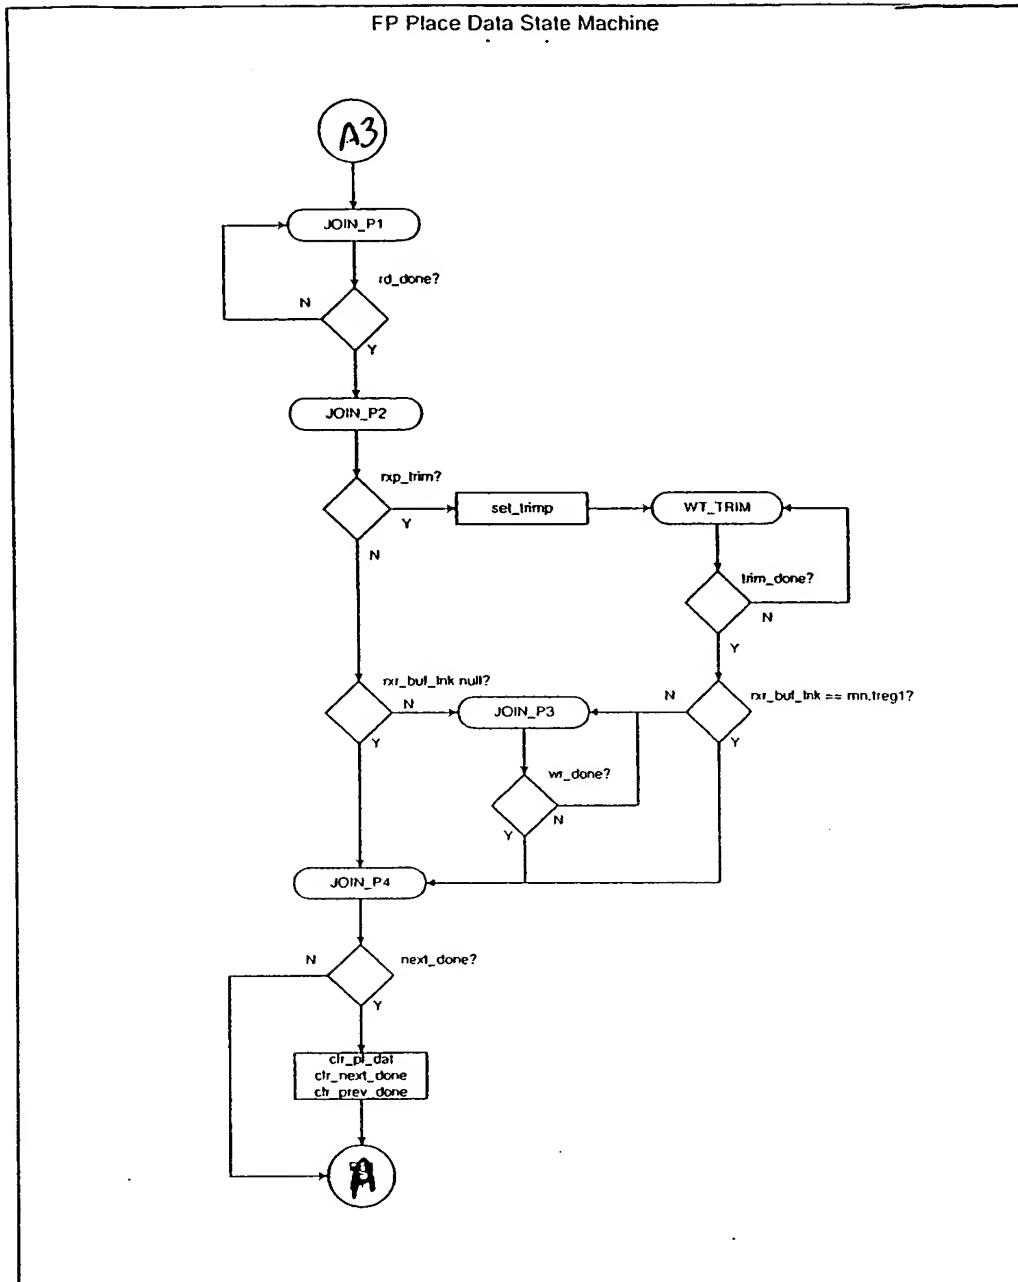 FP Place Data State Machine
A3
JOIN_P1
rd_done?
N
Y
JOIN_P2
rxp_trim?
Y
set_trimp
WT_TRIM
N
trim_done?
N
Y
rxr_buf_lnk null?
N
JOIN_P3
N
rxr_buf_lnk == mn.treg1?
Y
Y
wr_done?
Y
N
JOIN_P4
N
next_done?
Y
clr_pl_dat
clr_next_done
clr_prev_done
A